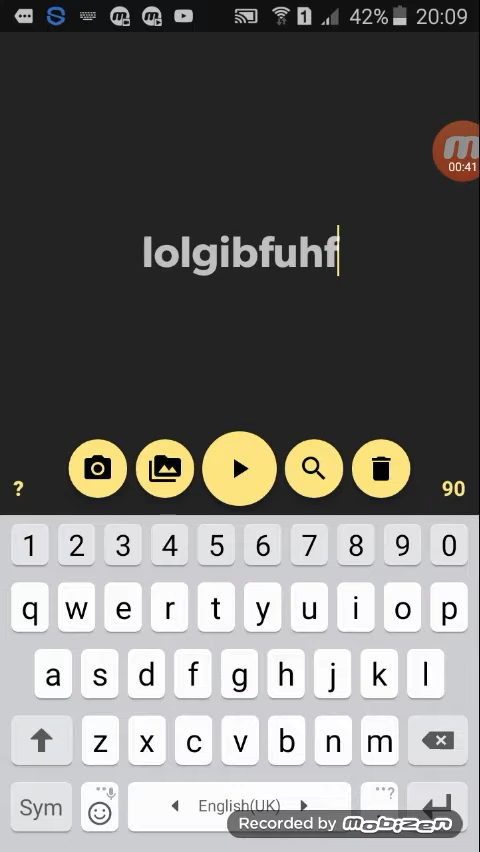 1 42% 20:09
00:41
lolgibfuhf
? 90
1 2 3 4 5 6 7 8 9 0
q w e r t y u i o p
a s d f g h j k l
z x c v b n m
Sym English(UK) ?
Recorded by mobizen